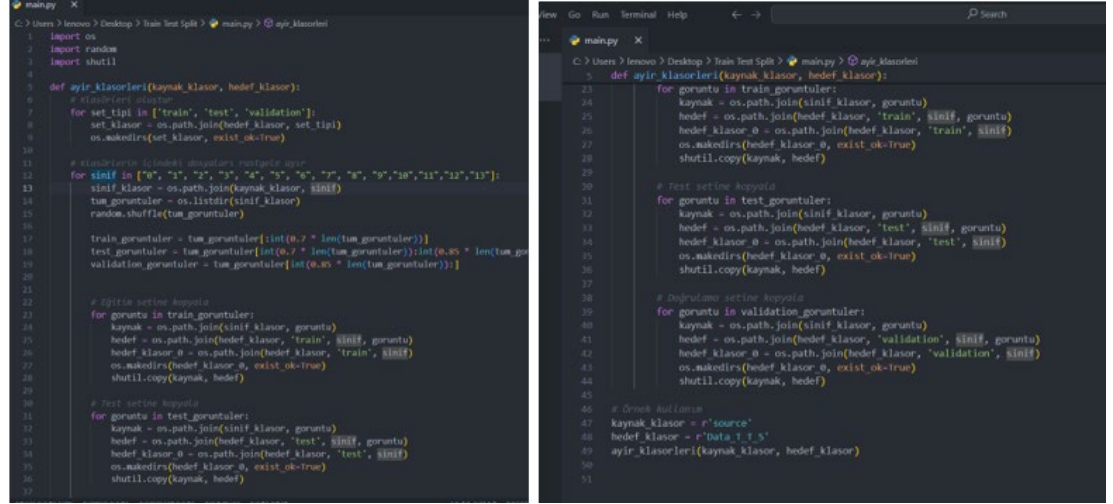 main.py X
C: > Users > lenovo > Desktop > Train Test Split > main.py > ayir_klasorleri
1 import os
2 import random
3 import shutil
4
5 def ayir_klasorleri(kaynak_klasor, hedef_klasor):
6 # Klasörleri oluştur
7 for set_tipi in ['train', 'test', 'validation']:
8 set_klasor = os.path.join(hedef_klasor, set_tipi)
9 os.makedirs(set_klasor, exist_ok=True)
10
11 # Klasörlerin içindeki dosyaları rastgele ayır
12 for sinif in ["0", "1", "2", "3", "4", "5", "6", "7", "8", "9","10","11","12","13"]:
13 sinif_klasor = os.path.join(kaynak_klasor, sinif)
14 tum_goruntuler = os.listdir(sinif_klasor)
15 random.shuffle(tum_goruntuler)
16
17 train_goruntuler = tum_goruntuler[:int(0.7 * len(tum_goruntuler))]
18 test_goruntuler = tum_goruntuler[int(0.7 * len(tum_goruntuler)):int(0.85 * len(tum_gor
19 validation_goruntuler = tum_goruntuler[int(0.85 * len(tum_goruntuler)):]
20
21
22 # Eğitim setine kopyala
23 for goruntu in train_goruntuler:
24 kaynak = os.path.join(sinif_klasor, goruntu)
25 hedef = os.path.join(hedef_klasor, 'train', sinif, goruntu)
26 hedef_klasor_0 = os.path.join(hedef_klasor, 'train', sinif)
27 os.makedirs(hedef_klasor_0, exist_ok=True)
28 shutil.copy(kaynak, hedef)
29
30 # Test setine kopyala
31 for goruntu in test_goruntuler:
32 kaynak = os.path.join(sinif_klasor, goruntu)
33 hedef = os.path.join(hedef_klasor, 'test', sinif, goruntu)
34 hedef_klasor_0 = os.path.join(hedef_klasor, 'test', sinif)
35 os.makedirs(hedef_klasor_0, exist_ok=True)
36 shutil.copy(kaynak, hedef)
37
View Go Run Terminal Help Search
main.py X
C: > Users > lenovo > Desktop > Train Test Split > main.py > ayir_klasorleri
5 def ayir_klasorleri(kaynak_klasor, hedef_klasor):
23 for goruntu in train_goruntuler:
24 kaynak = os.path.join(sinif_klasor, goruntu)
25 hedef = os.path.join(hedef_klasor, 'train', sinif, goruntu)
26 hedef_klasor_0 = os.path.join(hedef_klasor, 'train', sinif)
27 os.makedirs(hedef_klasor_0, exist_ok=True)
28 shutil.copy(kaynak, hedef)
29
30 # Test setine kopyala
31 for goruntu in test_goruntuler:
32 kaynak = os.path.join(sinif_klasor, goruntu)
33 hedef = os.path.join(hedef_klasor, 'test', sinif, goruntu)
34 hedef_klasor_0 = os.path.join(hedef_klasor, 'test', sinif)
35 os.makedirs(hedef_klasor_0, exist_ok=True)
36 shutil.copy(kaynak, hedef)
37
38 # Doğrulama setine kopyala
39 for goruntu in validation_goruntuler:
40 kaynak = os.path.join(sinif_klasor, goruntu)
41 hedef = os.path.join(hedef_klasor, 'validation', sinif, goruntu)
42 hedef_klasor_0 = os.path.join(hedef_klasor, 'validation', sinif)
43 os.makedirs(hedef_klasor_0, exist_ok=True)
44 shutil.copy(kaynak, hedef)
45
46 # Örnek kullanım
47 kaynak_klasor = r'source'
48 hedef_klasor = r'Data_T_T_S'
49 ayir_klasorleri(kaynak_klasor, hedef_klasor)
50
51